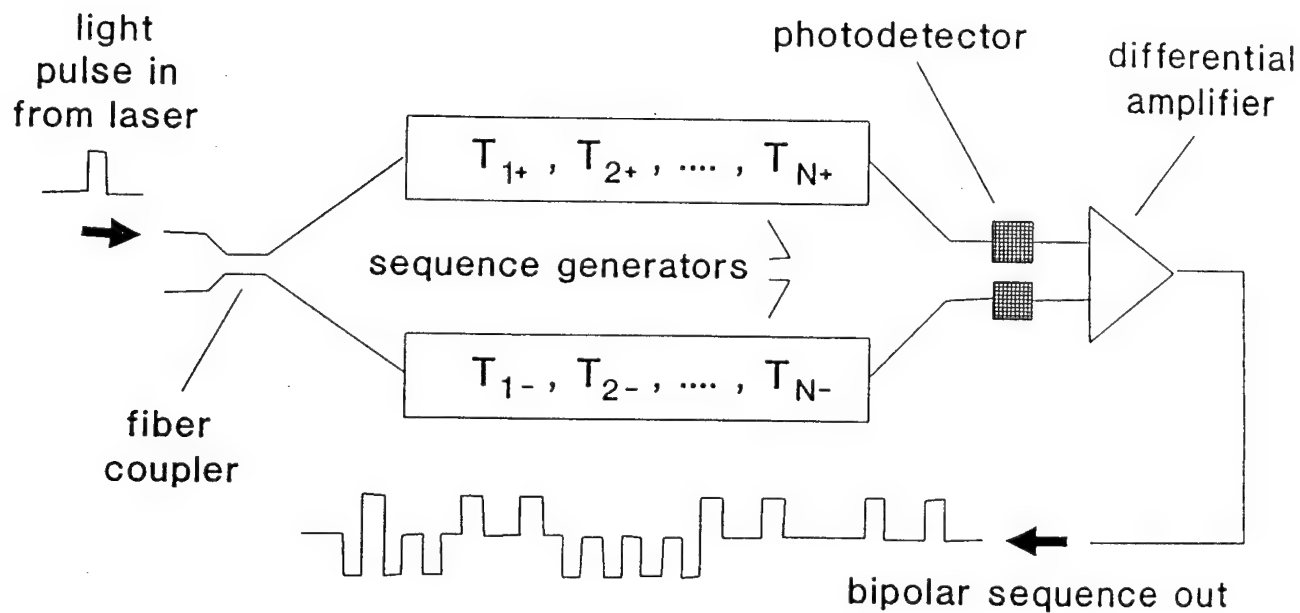 light
pulse in
from laser
photodetector
differential
amplifier
T1+ , T2+ , .... , TN+
sequence generators
T1− , T2− , .... , TN−
fiber
coupler
bipolar sequence out